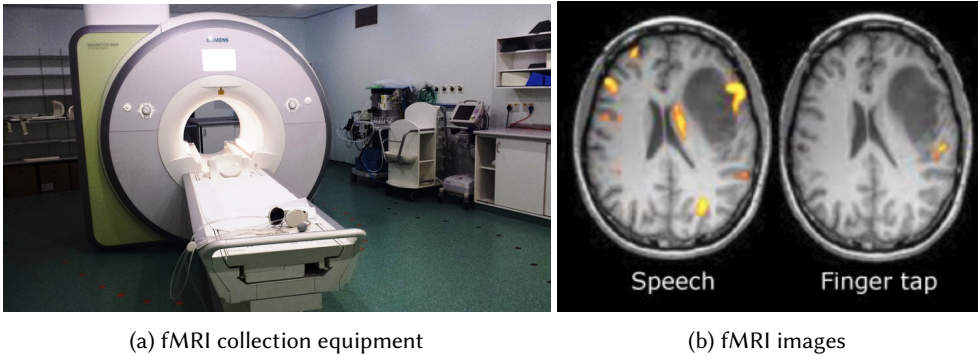 SIEMENS
Speech
Finger tap
(a) fMRI collection equipment
(b) fMRI images